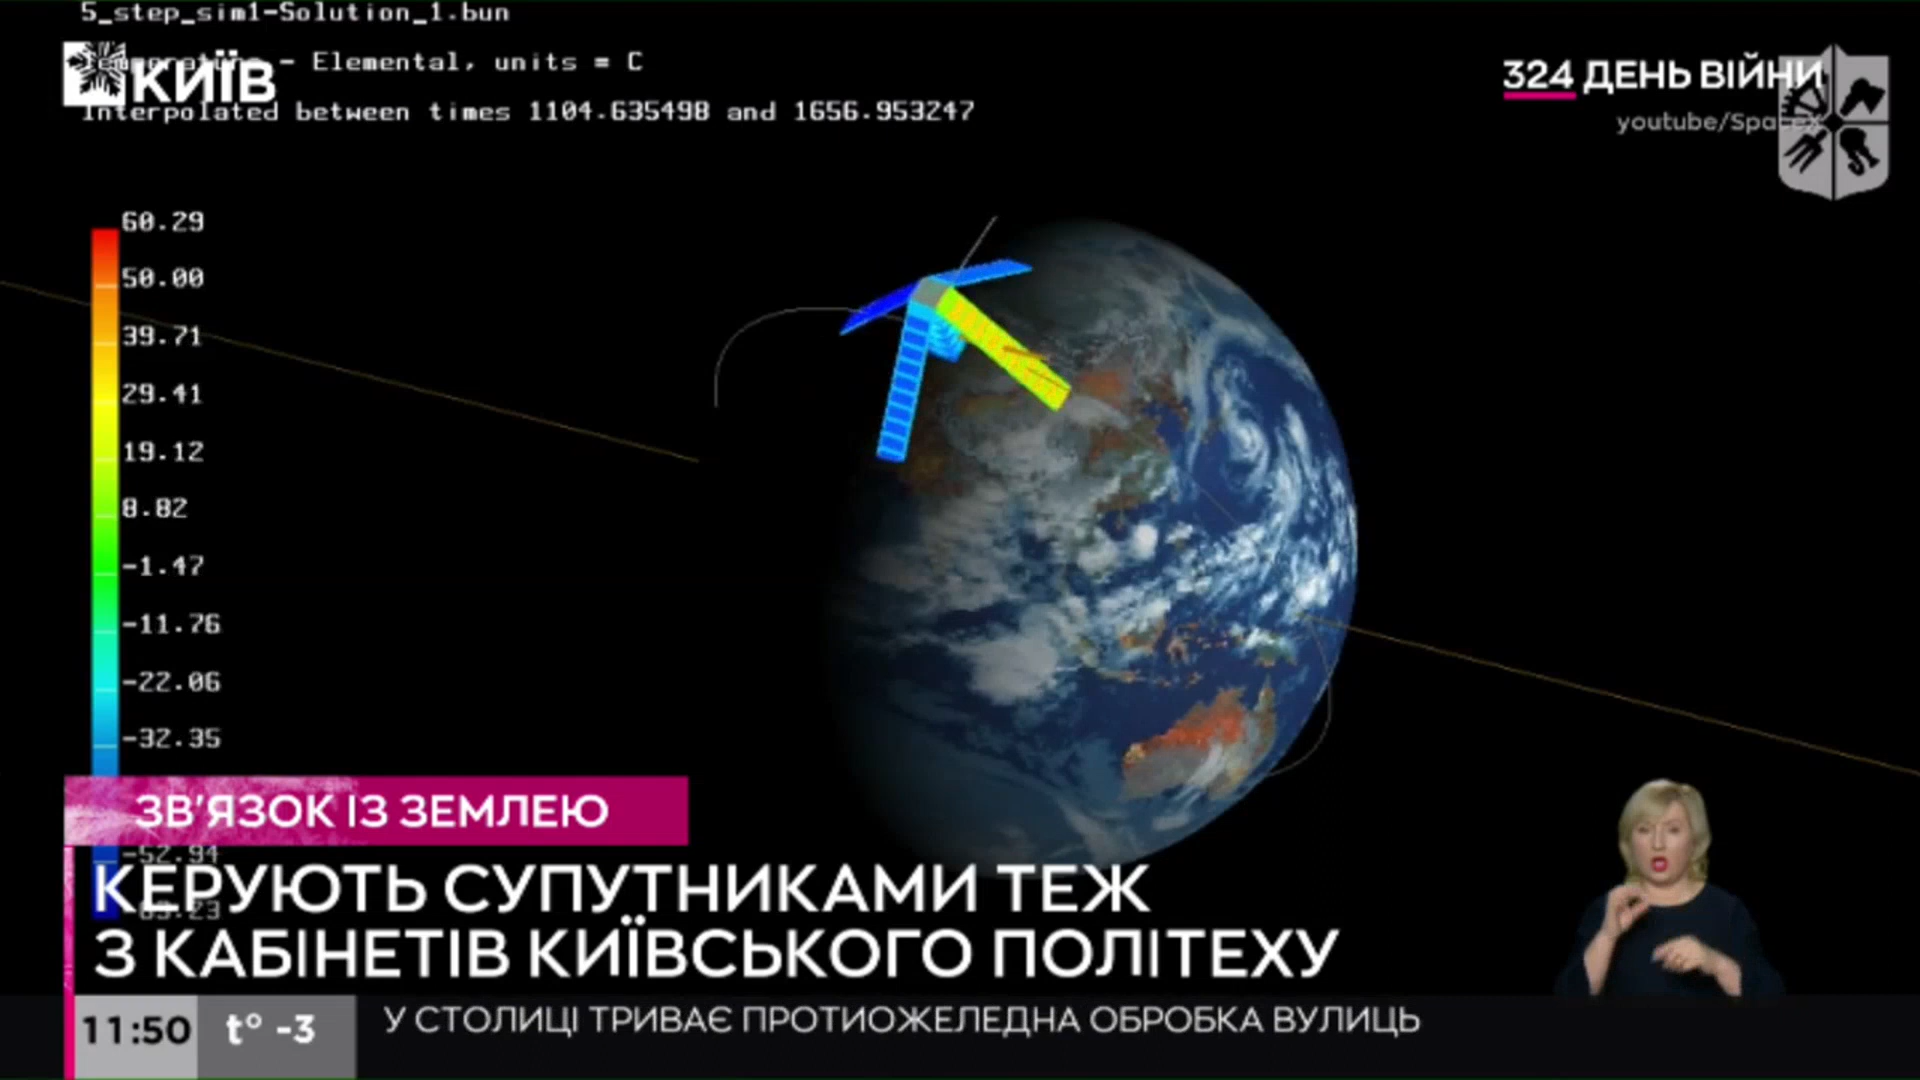 5_step_sim1-Solution_1.bun
Temperature - Elemental, units = C
КИЇВ
Interpolated between times 1104.635498 and 1656.953247
324 ДЕНЬ ВІЙНИ
youtube/SpaceX
60.29
50.00
39.71
29.41
19.12
8.82
-1.47
-11.76
-22.06
-32.35
ЗВ'ЯЗОК ІЗ ЗЕМЛЕЮ
-52.94
КЕРУЮТЬ СУПУТНИКАМИ ТЕЖ
З КАБІНЕТІВ КИЇВСЬКОГО ПОЛІТЕХУ
11:50
t° -3
У СТОЛИЦІ ТРИВАЄ ПРОТИОЖЕЛЕДНА ОБРОБКА ВУЛИЦЬ